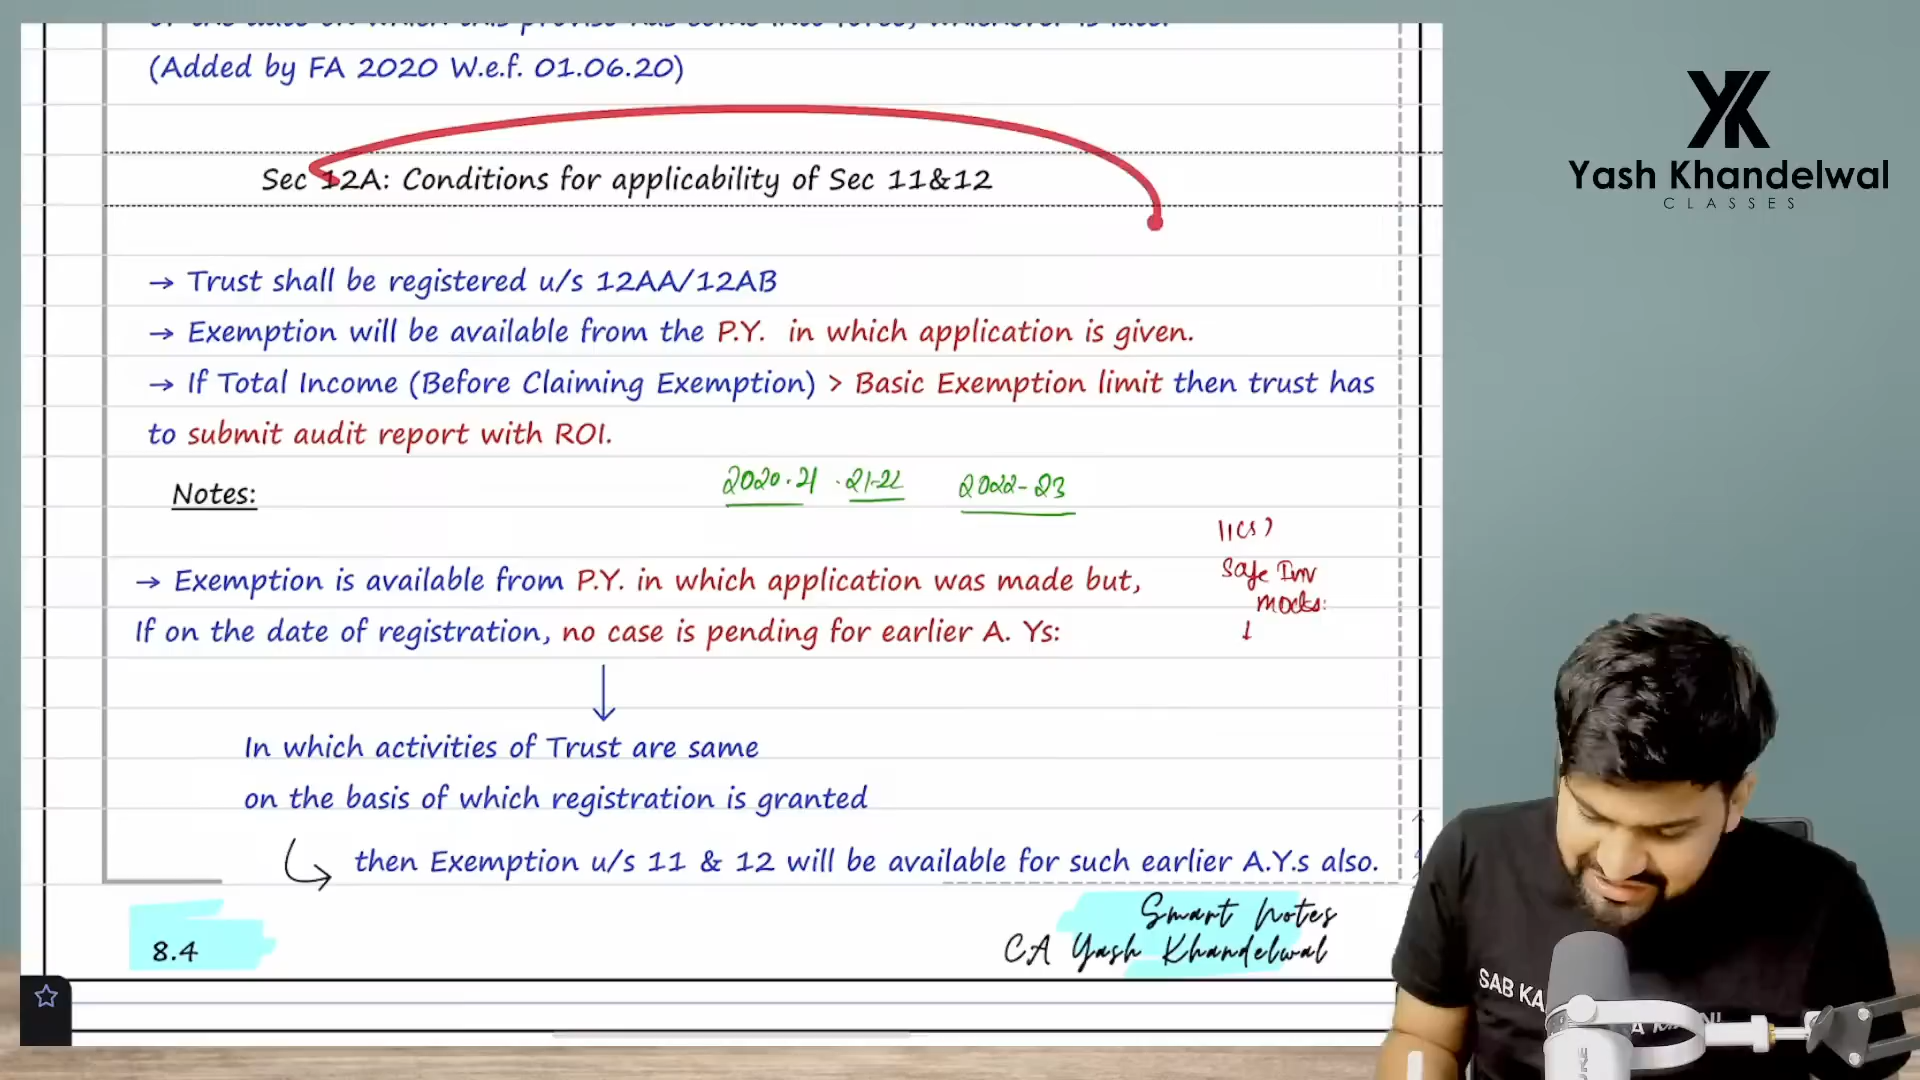 (Added by FA 2020 W.e.f. 01.06.20)
Sec 12A: Conditions for applicability of Sec 11&12
→ Trust shall be registered u/s 12AA/12AB
→ Exemption will be available from the P.Y. in which application is given.
→ If Total Income (Before Claiming Exemption) > Basic Exemption limit then trust has
to submit audit report with ROI.
Notes:
2020-21 · 21-22 2022-23
11(5)
Safe Inv
modes:
→ Exemption is available from P.Y. in which application was made but,
If on the date of registration, no case is pending for earlier A. Ys:
In which activities of Trust are same
on the basis of which registration is granted
then Exemption u/s 11 & 12 will be available for such earlier A.Y.s also.
Smart Notes
CA Yash Khandelwal
8.4
YK
Yash Khandelwal
CLASSES
SAB KA